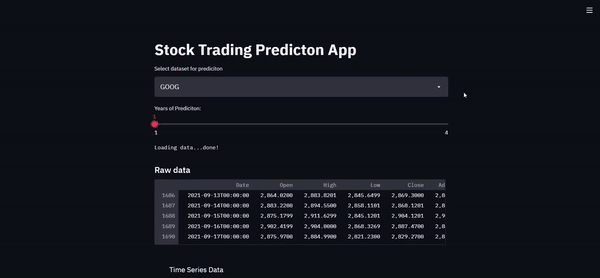 Stock Trading Predicton App
Select dataset for prediciton
GOOG
Years of Prediciton:
1
1 4
Loading data...done!
Raw data
Date Open High Low Close Ad
1686 2021-09-13T00:00:00 2,864.0200 2,883.8201 2,845.6499 2,869.3000 2,8
1687 2021-09-14T00:00:00 2,883.2200 2,894.5500 2,858.1101 2,868.1201 2,8
1688 2021-09-15T00:00:00 2,875.1799 2,911.6299 2,845.1201 2,904.1201 2,9
1689 2021-09-16T00:00:00 2,902.4199 2,904.0000 2,868.3269 2,887.4700 2,8
1690 2021-09-17T00:00:00 2,875.9700 2,884.9900 2,821.2300 2,829.2700 2,8
Time Series Data